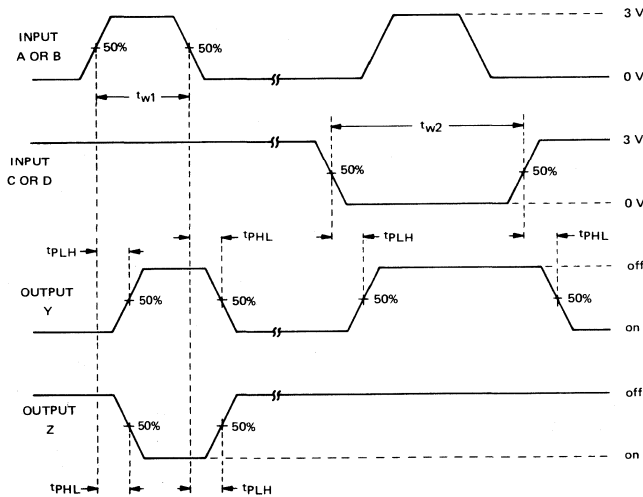 INPUT
A OR B
50%
50%
3 V
0 V
tw1
INPUT
C OR D
tw2
50%
50%
3 V
0 V
tPLH
tPHL
tPLH
tPHL
OUTPUT
Y
50%
50%
50%
50%
off
on
OUTPUT
Z
50%
50%
off
on
tPHL
tPLH